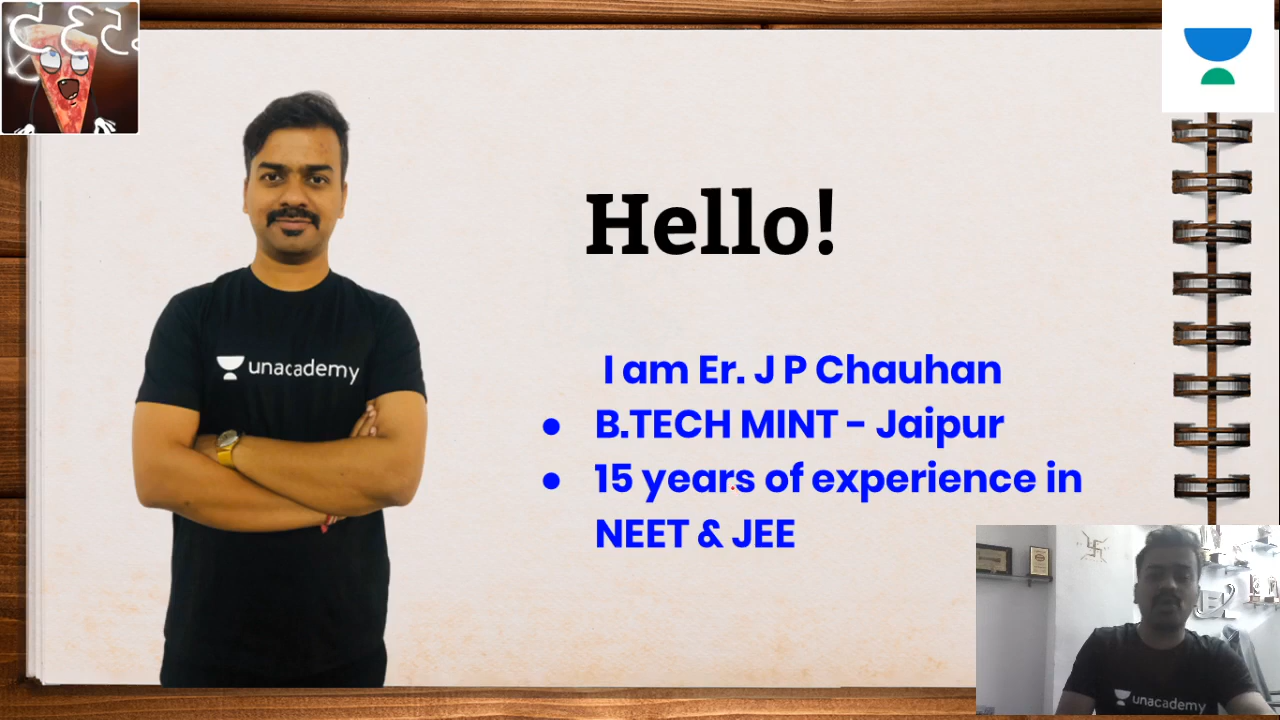 Hello!
unacademy
I am Er. J P Chauhan
● B.TECH MINT - Jaipur
● 15 years of experience in
NEET & JEE
unacademy